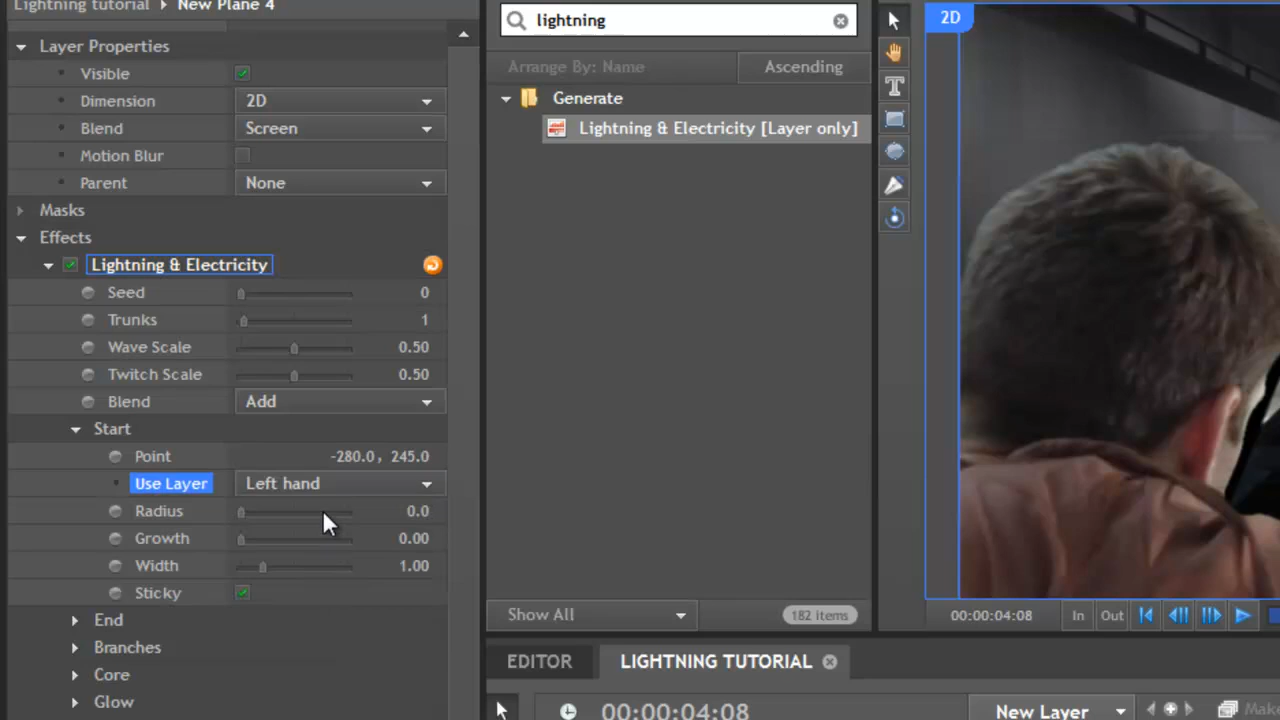 Lightning tutorial New Plane 4
Layer Properties
Visible
Dimension 2D
Blend Screen
Motion Blur
Parent None
Masks
Effects
Lightning & Electricity
Seed 0
Trunks 1
Wave Scale 0.50
Twitch Scale 0.50
Blend Add
Start
Point -280.0, 245.0
Use Layer Left hand
Radius 0.0
Growth 0.00
Width 1.00
Sticky
End
Branches
Core
Glow
lightning
Arrange By: Name Ascending
Generate
Lightning & Electricity [Layer only]
Show All 182 items
2D
T
00:00:04:08 In Out
EDITOR LIGHTNING TUTORIAL
00:00:04:08 New Layer